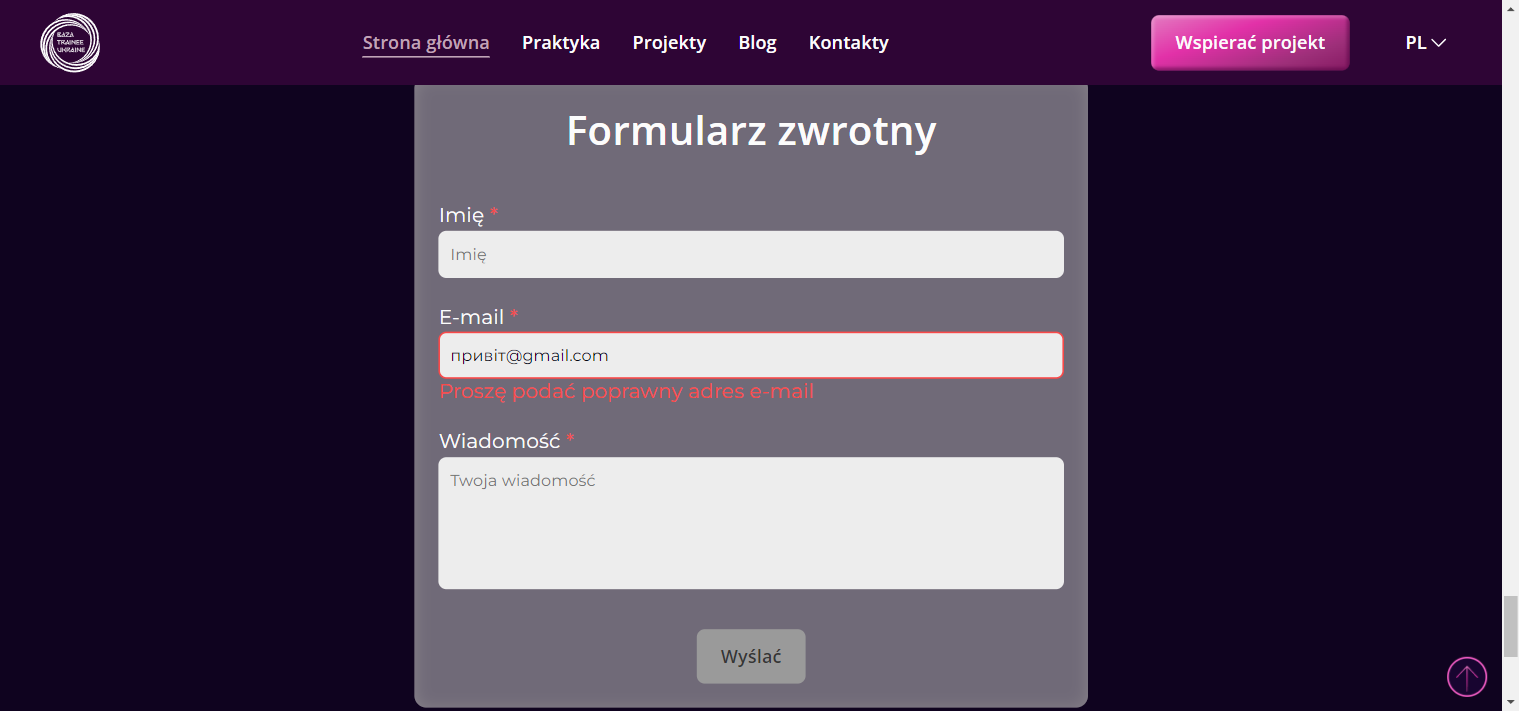 BAZA
TRAINEE
UKRAINE
Strona główna Praktyka Projekty Blog Kontakty Wspierać projekt PL
Formularz zwrotny
Imię *
Imię
E-mail *
привіт@gmail.com
Proszę podać poprawny adres e-mail
Wiadomość *
Twoja wiadomość
Wyślać